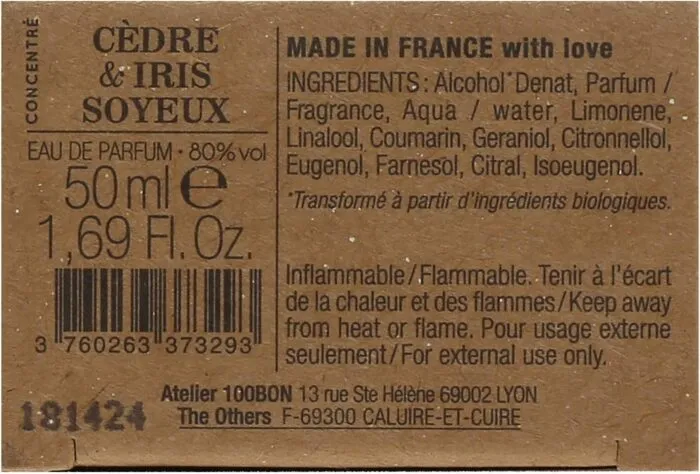 CONCENTRÉ
CÈDRE
& IRIS
SOYEUX
EAU DE PARFUM · 80%vol
50 ml e
1,69 Fl. Oz.
3 760263 373293
MADE IN FRANCE with love
INGREDIENTS : Alcohol* Denat, Parfum /
Fragrance, Aqua / water, Limonene,
Linalool, Coumarin, Geraniol, Citronnellol,
Eugenol, Farnesol, Citral, Isoeugenol.
*Transformé à partir d'ingrédients biologiques.
Inflammable/Flammable. Tenir à l'écart
de la chaleur et des flammes/Keep away
from heat or flame. Pour usage externe
seulement/For external use only.
Atelier 100BON 13 rue Ste Hélène 69002 LYON
The Others F-69300 CALUIRE-ET-CUIRE
181424